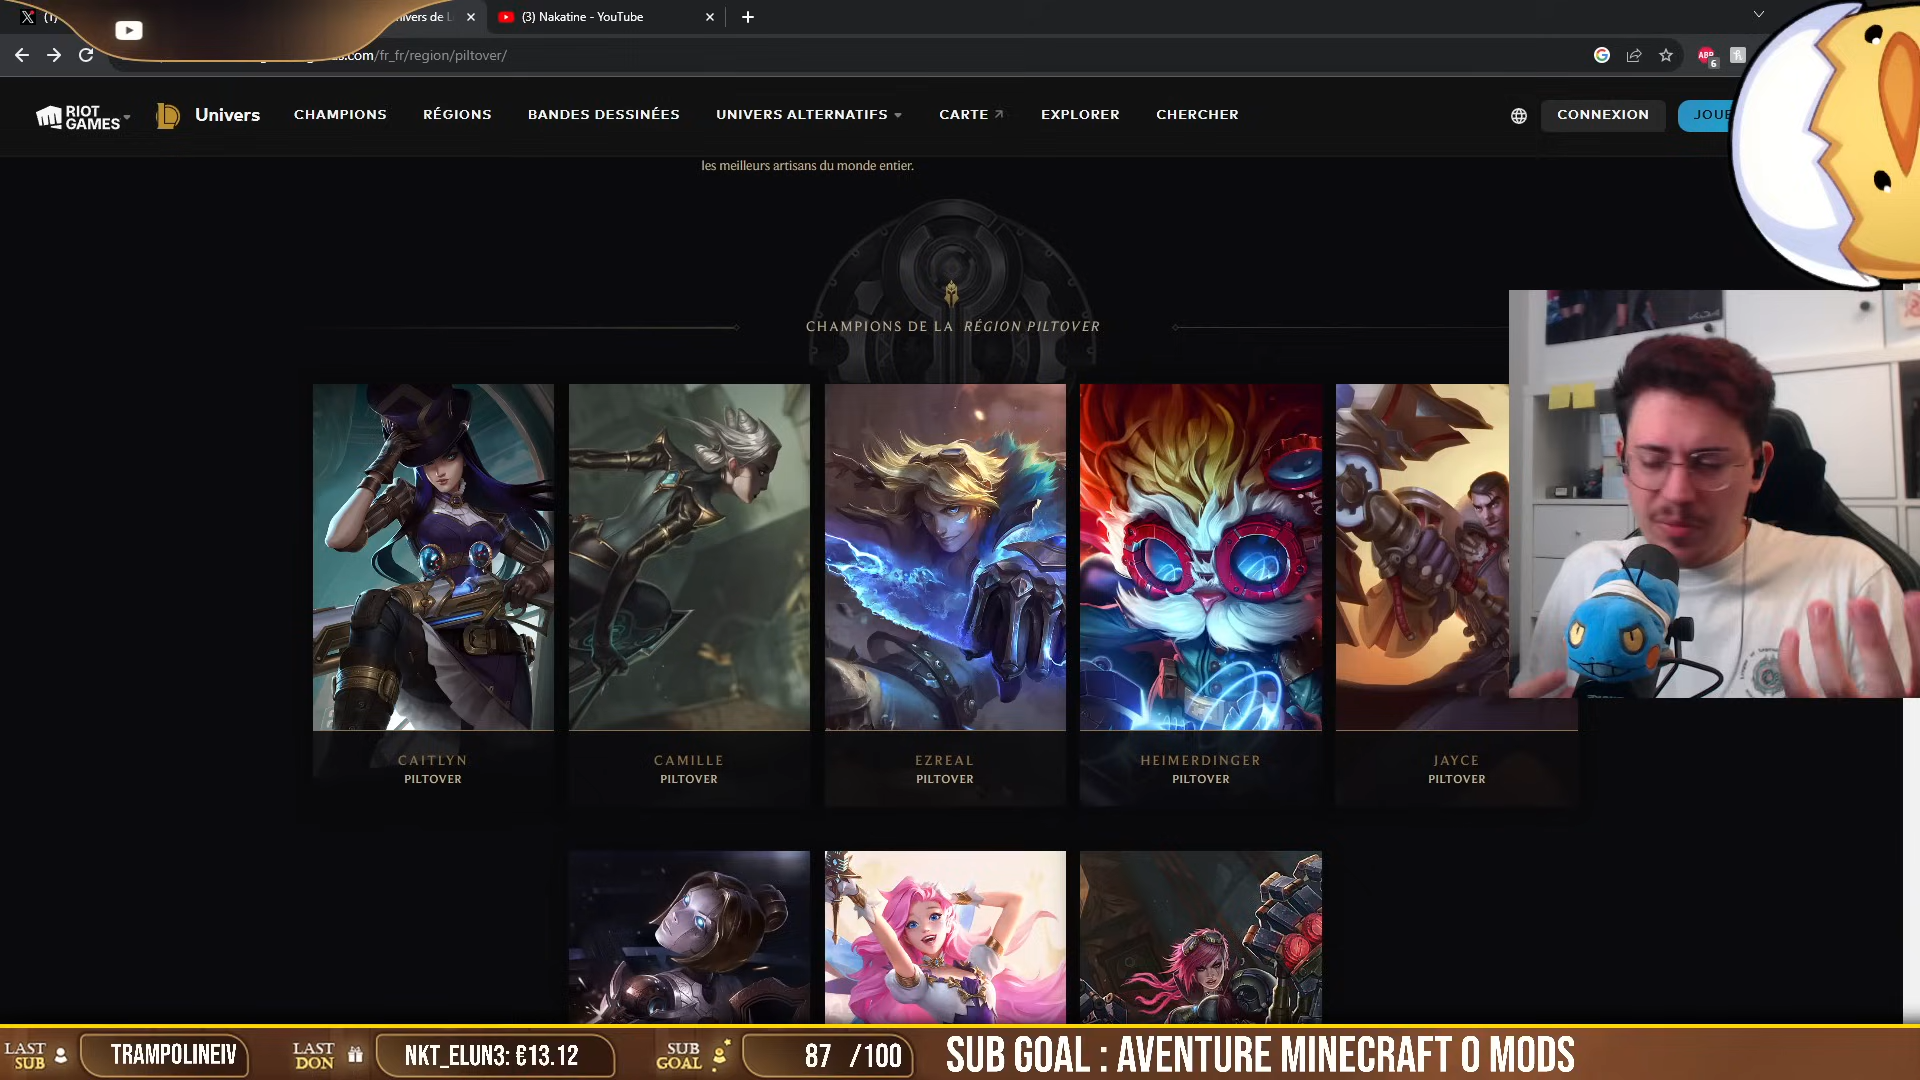 (3) Nakatine - YouTube
.com/fr_fr/region/piltover/
ABP
6
RIOT GAMES
Univers
CHAMPIONS
RÉGIONS
BANDES DESSINÉES
UNIVERS ALTERNATIFS
CARTE
EXPLORER
CHERCHER
CONNEXION
JOUE
les meilleurs artisans du monde entier.
CHAMPIONS DE LA RÉGION PILTOVER
CAITLYN
PILTOVER
CAMILLE
PILTOVER
EZREAL
PILTOVER
HEIMERDINGER
PILTOVER
JAYCE
PILTOVER
LAST SUB
TRAMPOLINEIV
LAST DON
NKT_ELUN3: €13.12
SUB GOAL
87 /100
SUB GOAL : AVENTURE MINECRAFT 0 MODS